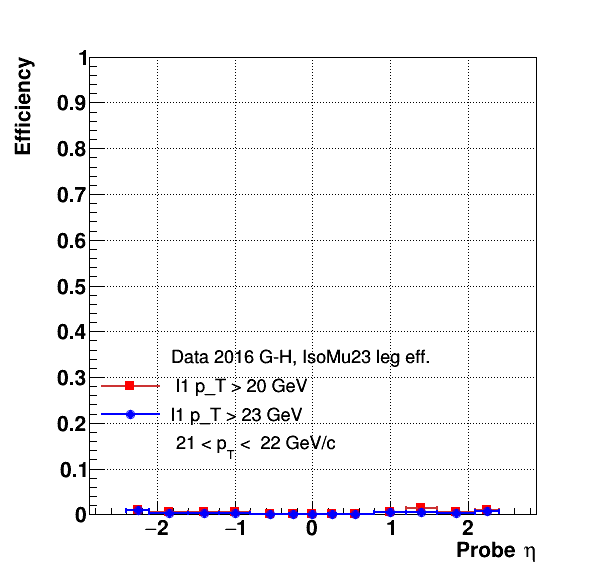 Efficiency
1
0.9
0.8
0.7
0.6
0.5
0.4
0.3
0.2
0.1
0
Data 2016 G-H, IsoMu23 leg eff.
l1 p_T > 20 GeV
l1 p_T > 23 GeV
21 < p_T < 22 GeV/c
−2 −1 0 1 2
Probe η